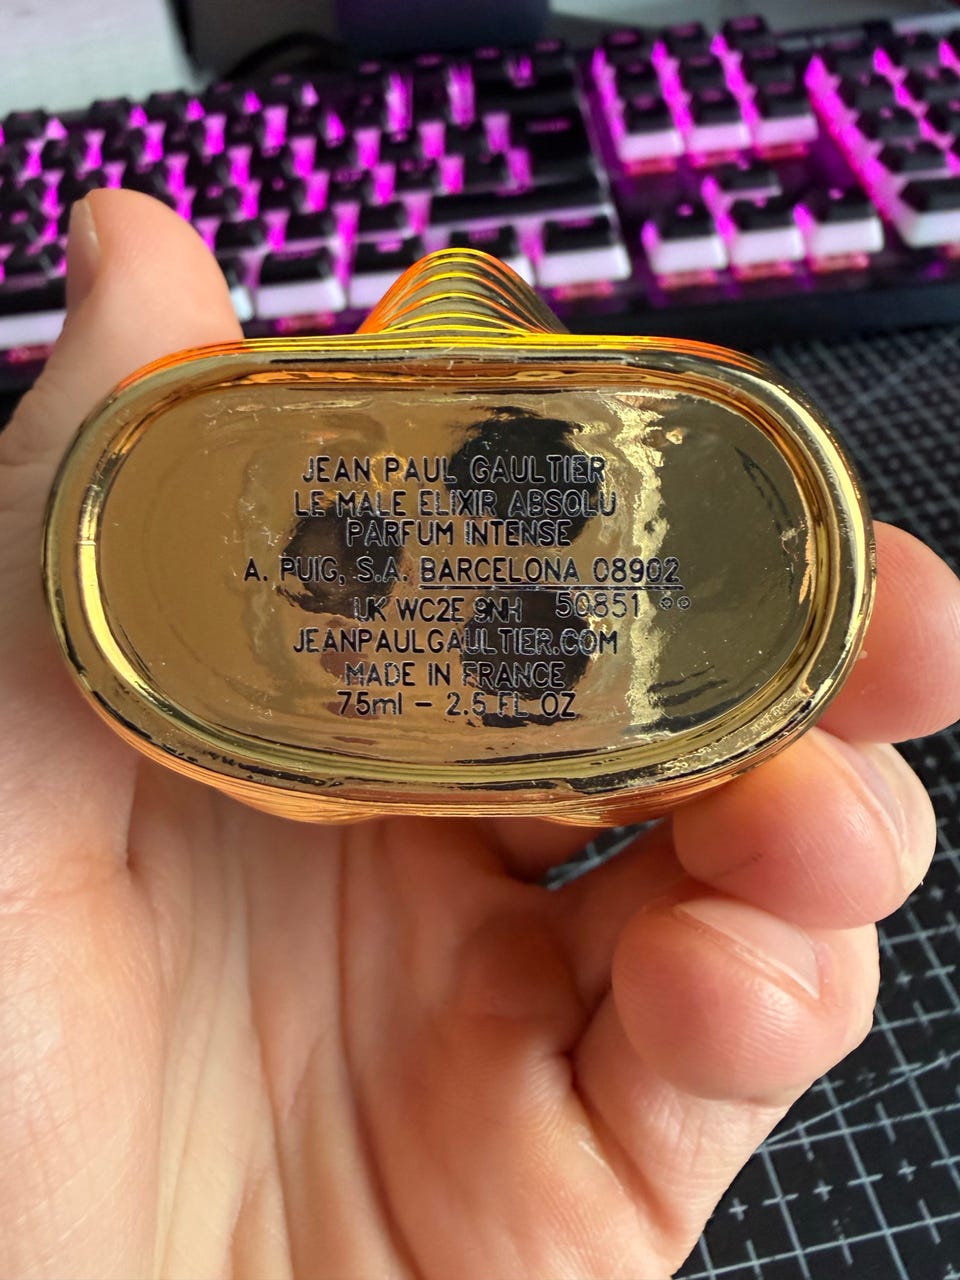 JEAN PAUL GAULTIER
LE MALE ELIXIR ABSOLU
PARFUM INTENSE
A. PUIG, S.A. BARCELONA 08902
UK WC2E 9NH 50851
JEANPAULGAULTIER.COM
MADE IN FRANCE
75ml - 2.5 FL OZ